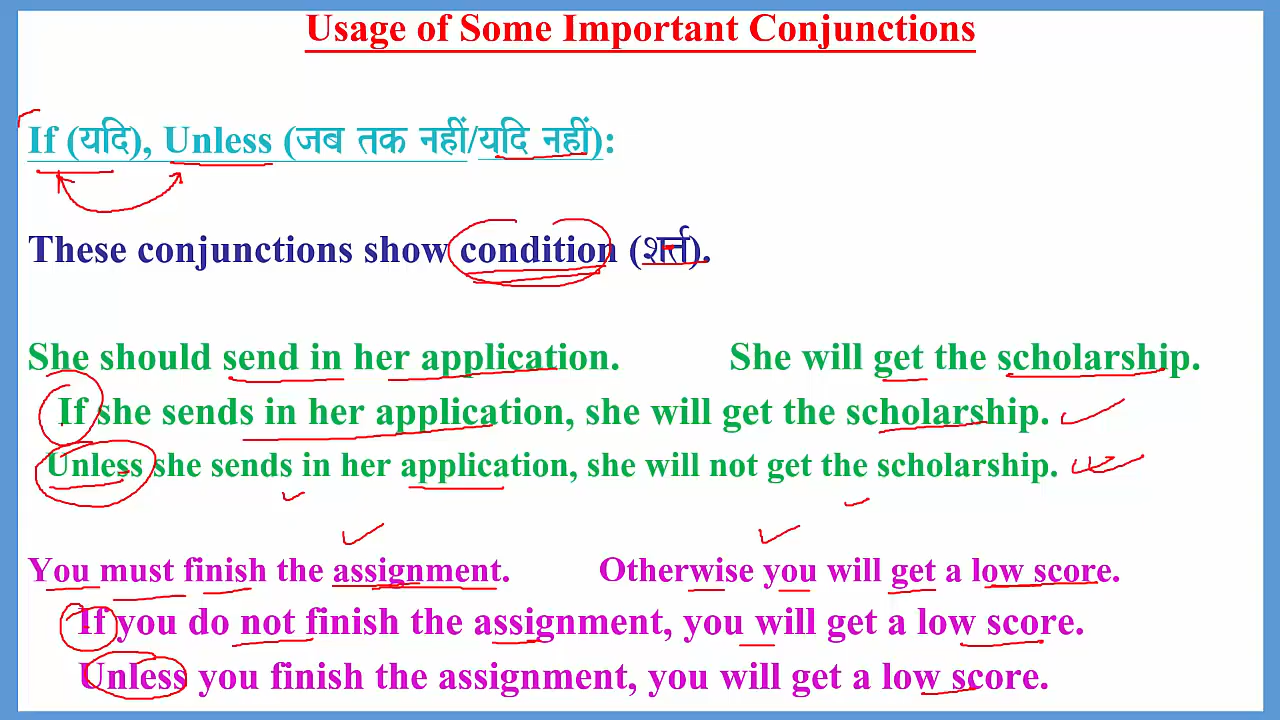 Usage of Some Important Conjunctions
If (यदि), Unless (जब तक नहीं/यदि नहीं):
These conjunctions show condition (शर्त).
She should send in her application. She will get the scholarship.
If she sends in her application, she will get the scholarship.
Unless she sends in her application, she will not get the scholarship.
You must finish the assignment. Otherwise you will get a low score.
If you do not finish the assignment, you will get a low score.
Unless you finish the assignment, you will get a low score.